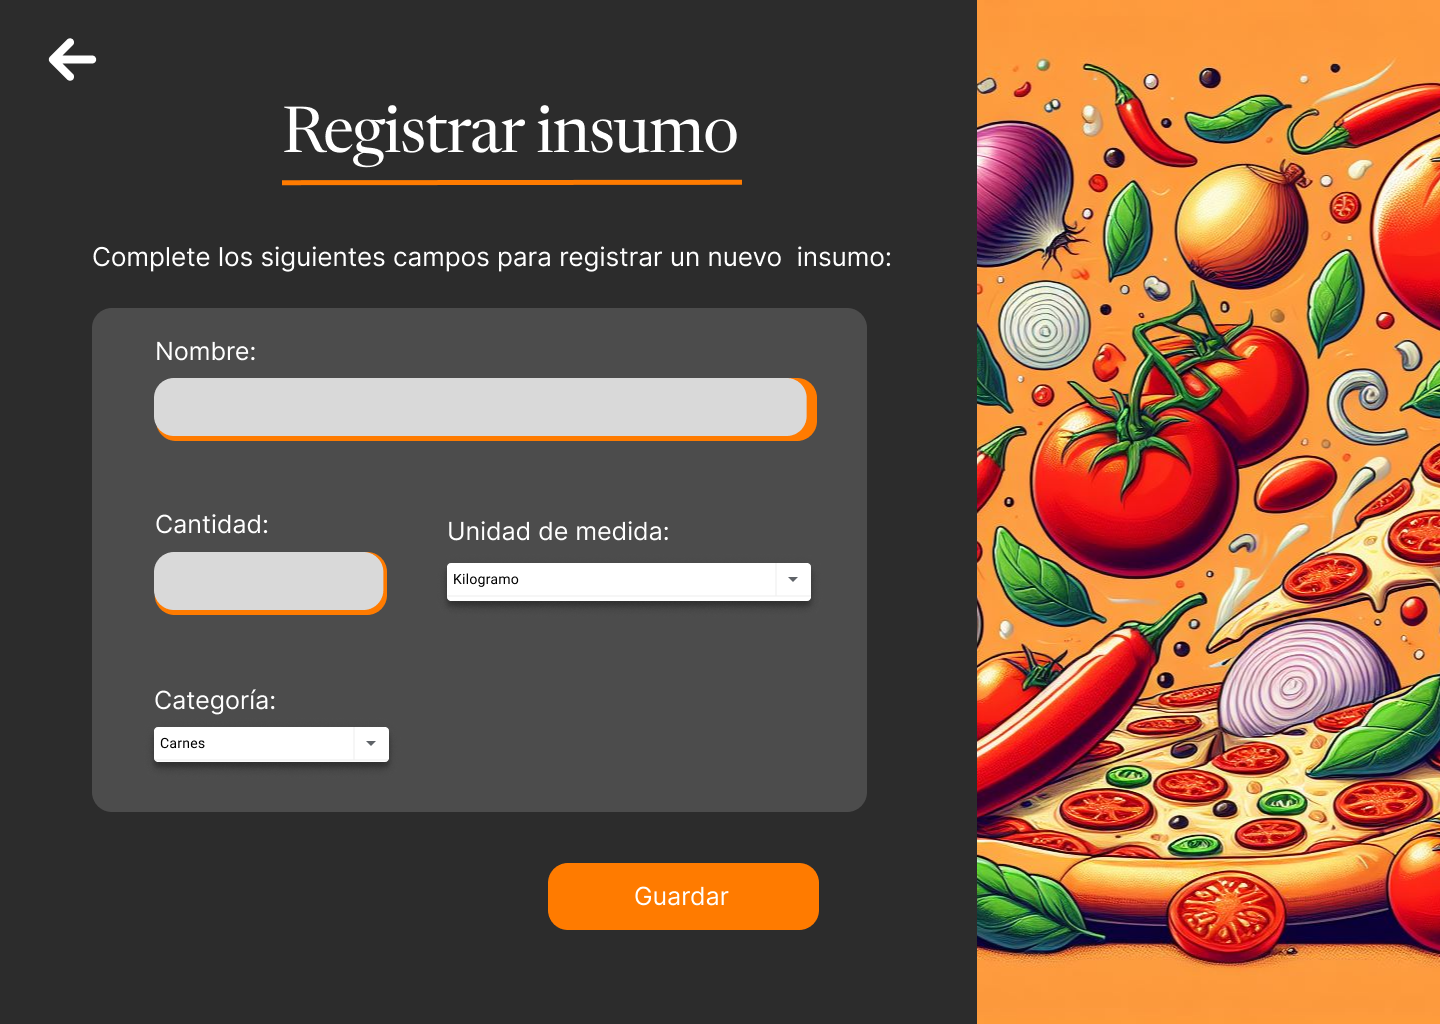 Registrar insumo
Complete los siguientes campos para registrar un nuevo  insumo:
Nombre:
Cantidad:
Unidad de medida:
Kilogramo
Categoría:
Carnes
Guardar